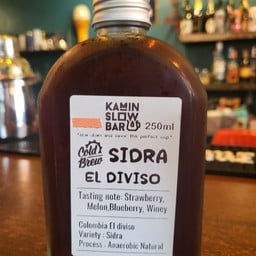 KAMIN
SLOW
BAR
250ml
"slow down and savor the perfect cup"
Cold
Brew
SIDRA
EL DIVISO
Tasting note: Strawberry,
Melon,Blueberry, Winey
Colombia El diviso
Variety : Sidra
Process : Anaerobic Natural